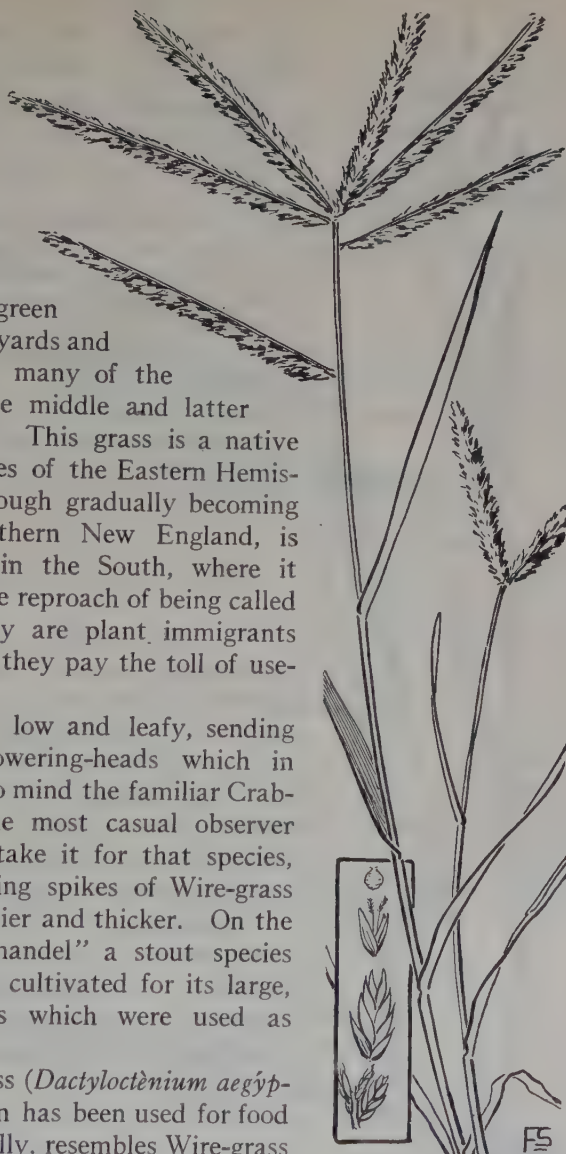 green
yards and
many of the
e middle and latter
This grass is a native
es of the Eastern Hemis-
ough gradually becoming
thern New England, is
in the South, where it
e reproach of being called
y are plant immigrants
they pay the toll of use-
low and leafy, sending
owering-heads which in
o mind the familiar Crab-
e most casual observer
take it for that species,
ing spikes of Wire-grass
ier and thicker. On the
handel” a stout species
cultivated for its large,
s which were used as
ss (Dactyloctènium aegýp-
n has been used for food
lly, resembles Wire-grass
FS